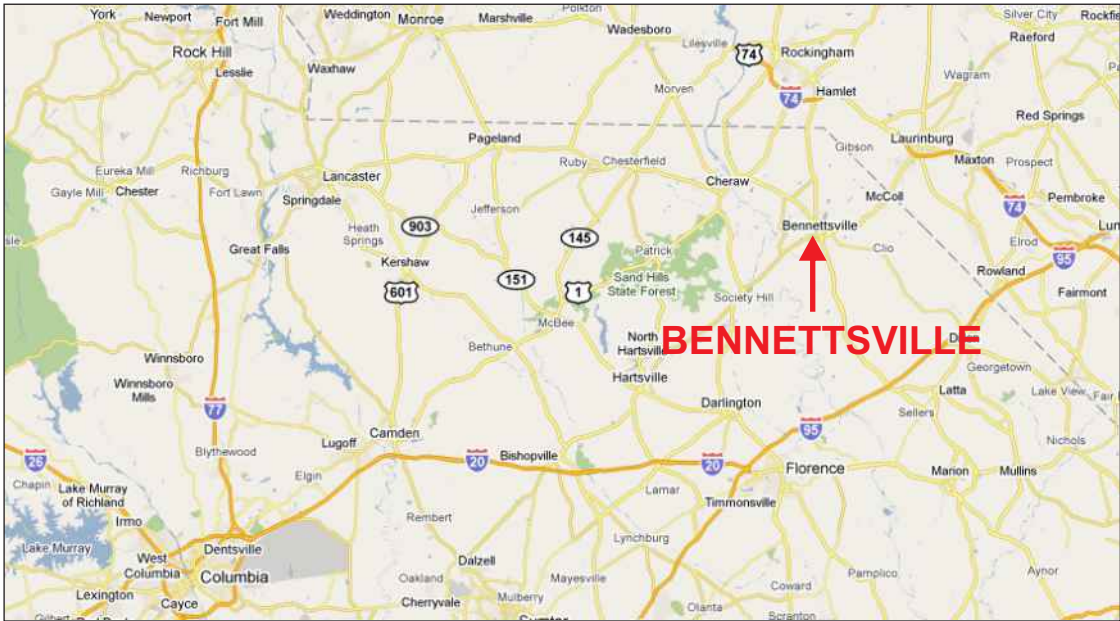 York
Newport
Fort Mill
Weddington
Monroe
Marshville
Polkton
Wadesboro
Lilesville
Silver City
Rockfis
Raeford
Rock Hill
Lesslie
Waxhaw
74
Rockingham
Wagram
Morven
74
Hamlet
Red Springs
Pageland
Laurinburg
Gibson
Maxton
Prospect
Eureka Mill
Richburg
Ruby
Chesterfield
Gayle Mill
Chester
Fort Lawn
Lancaster
Springdale
Cheraw
McColl
Pembroke
74
Lun
Jefferson
903
Heath
Springs
145
Bennettsville
Great Falls
Patrick
Clio
Elrod
95
Kershaw
601
151
1
Sand Hills
State Forest
Rowland
Fairmont
Society Hill
McBee
BENNETTSVILLE
Bethune
North
Hartsville
Hartsville
Georgetown
Winnsboro
Winnsboro
Mills
Latta
Lake View
Fair
77
Darlington
Sellers
95
Nichols
Camden
Lugoff
Blythewood
26
20
Bishopville
20
Florence
Marion
Mullins
Chapin
Elgin
Lake Murray
of Richland
Lamar
Timmonsville
Irmo
Rembert
Lynchburg
Lake Murray
Dentsville
West
Columbia
Columbia
Dalzell
Oakland
Mayesville
Pamplico
Aynor
Coward
Lexington
Cayce
Cherryvale
Mulberry
Olanta
Scranton
Sumter